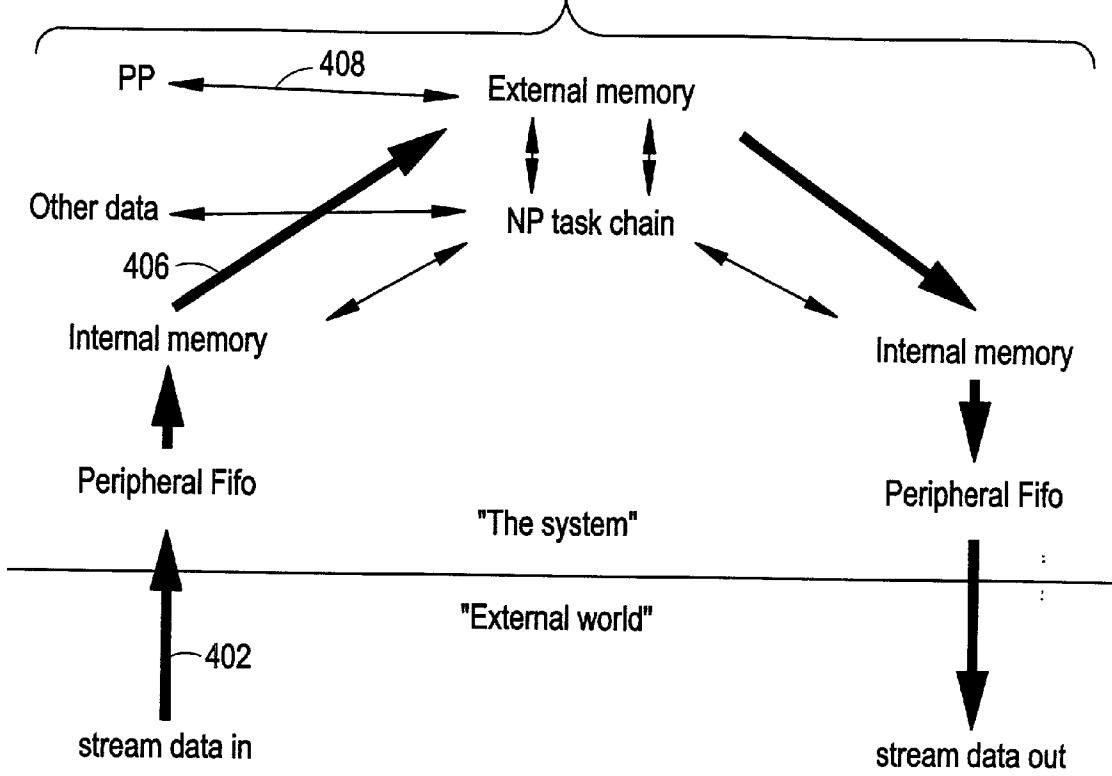 408
PP
External memory
Other data
NP task chain
406
Internal memory
Internal memory
Peripheral Fifo
Peripheral Fifo
"The system"
"External world"
402
stream data in
stream data out